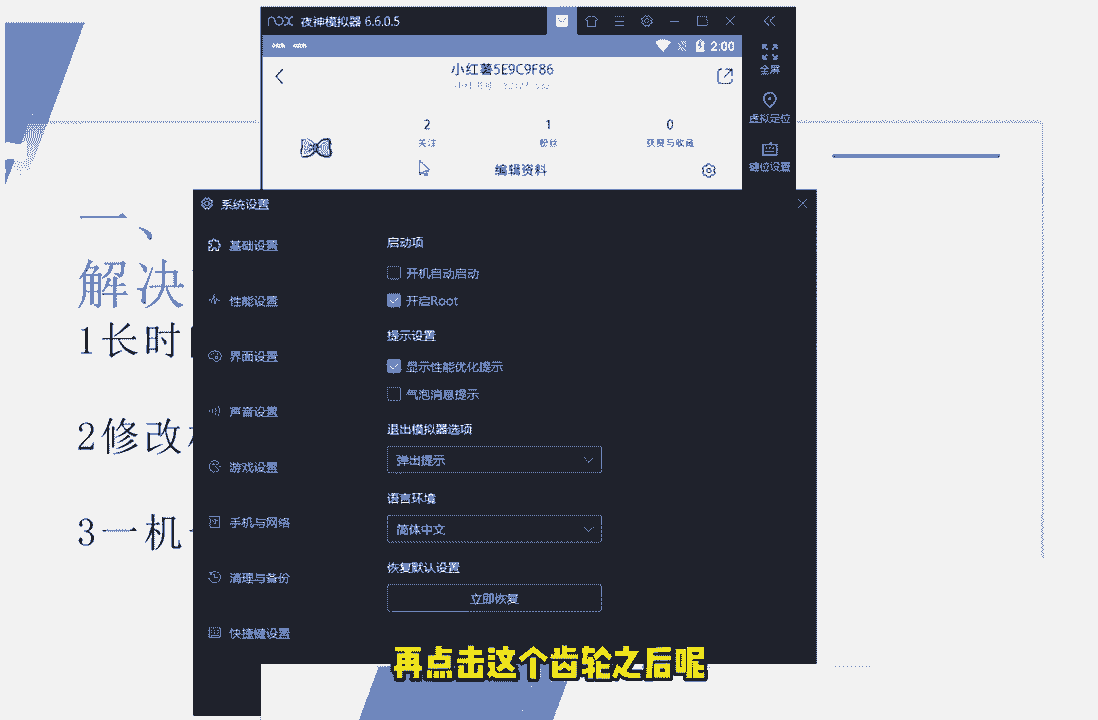 nox 夜神模拟器 6.6.0.5
2:00
小红薯5E9C9F86
全屏
虚拟定位
键位设置
2
1
0
关注
粉丝
获赞与收藏
编辑资料
一、
解决
1长时
2修改
3一机
系统设置
基础设置
性能设置
界面设置
声音设置
游戏设置
手机与网络
清理与备份
快捷键设置
启动项
开机自动启动
开启Root
提示设置
显示性能优化提示
气泡消息提示
退出模拟器选项
弹出提示
语言环境
简体中文
恢复默认设置
立即恢复
再点击这个齿轮之后呢